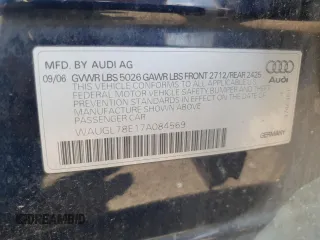 MFD. BY AUDI AG
09/06 GVWR LBS 5026 GAWR LBS FRONT 2712/REAR 2425
THIS VEHICLE CONFORMS TO ALL APPLICABLE
FEDERAL MOTOR VEHICLE SAFETY BUMPER, AND THEFT
PREVENTION STANDARDS IN EFFECT ON THE DATE OF
MANUFACTURE SHOWN ABOVE
PASSENGER CAR
WAUGL78E17A084569
Audi
GERMANY
IDREAMBID